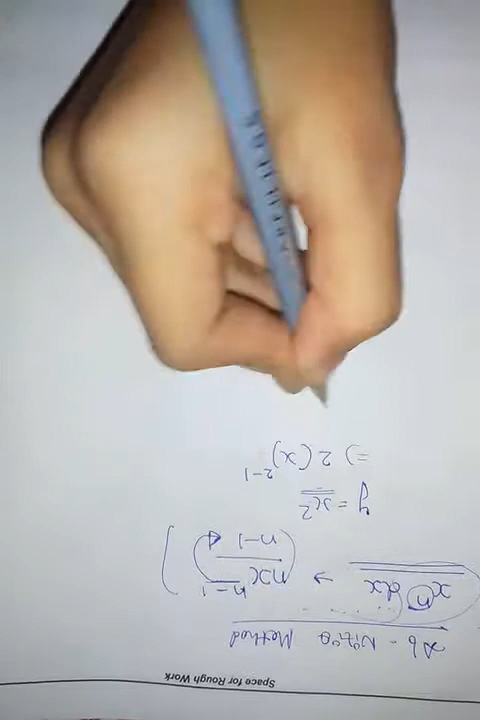 Space for Rough Work
Method
xⁿ dx → (nxⁿ⁻¹)
n-1
y = x²
⇒ 2(x)²⁻¹